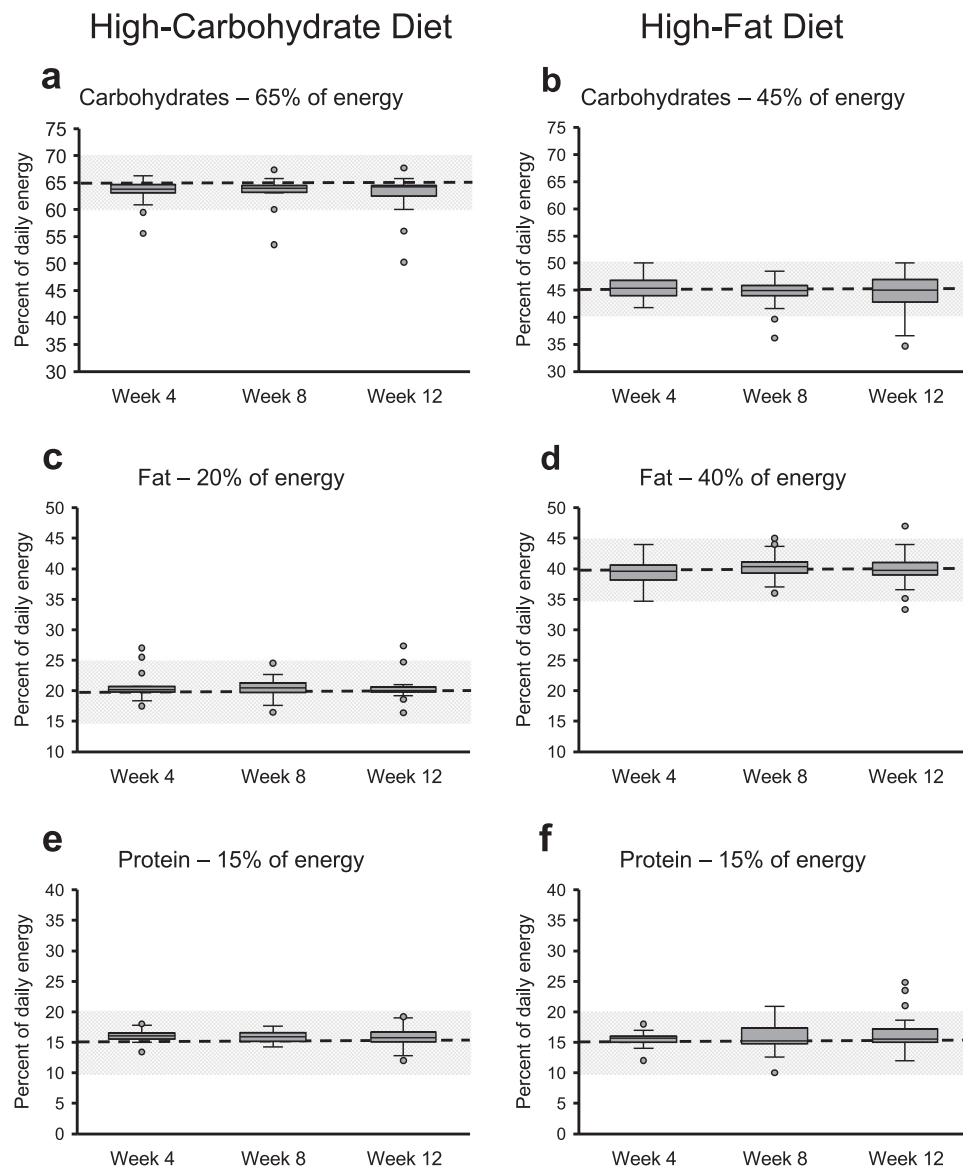 High-Carbohydrate Diet
High-Fat Diet
a
Carbohydrates – 65% of energy
Percent of daily energy
75
70
65
60
55
50
45
40
35
30
Week 4
Week 8
Week 12
b
Carbohydrates – 45% of energy
Percent of daily energy
75
70
65
60
55
50
45
40
35
30
Week 4
Week 8
Week 12
c
Fat – 20% of energy
Percent of daily energy
50
45
40
35
30
25
20
15
10
Week 4
Week 8
Week 12
d
Fat – 40% of energy
Percent of daily energy
50
45
40
35
30
25
20
15
10
Week 4
Week 8
Week 12
e
Protein – 15% of energy
Percent of daily energy
40
35
30
25
20
15
10
5
0
Week 4
Week 8
Week 12
f
Protein – 15% of energy
Percent of daily energy
40
35
30
25
20
15
10
5
0
Week 4
Week 8
Week 12